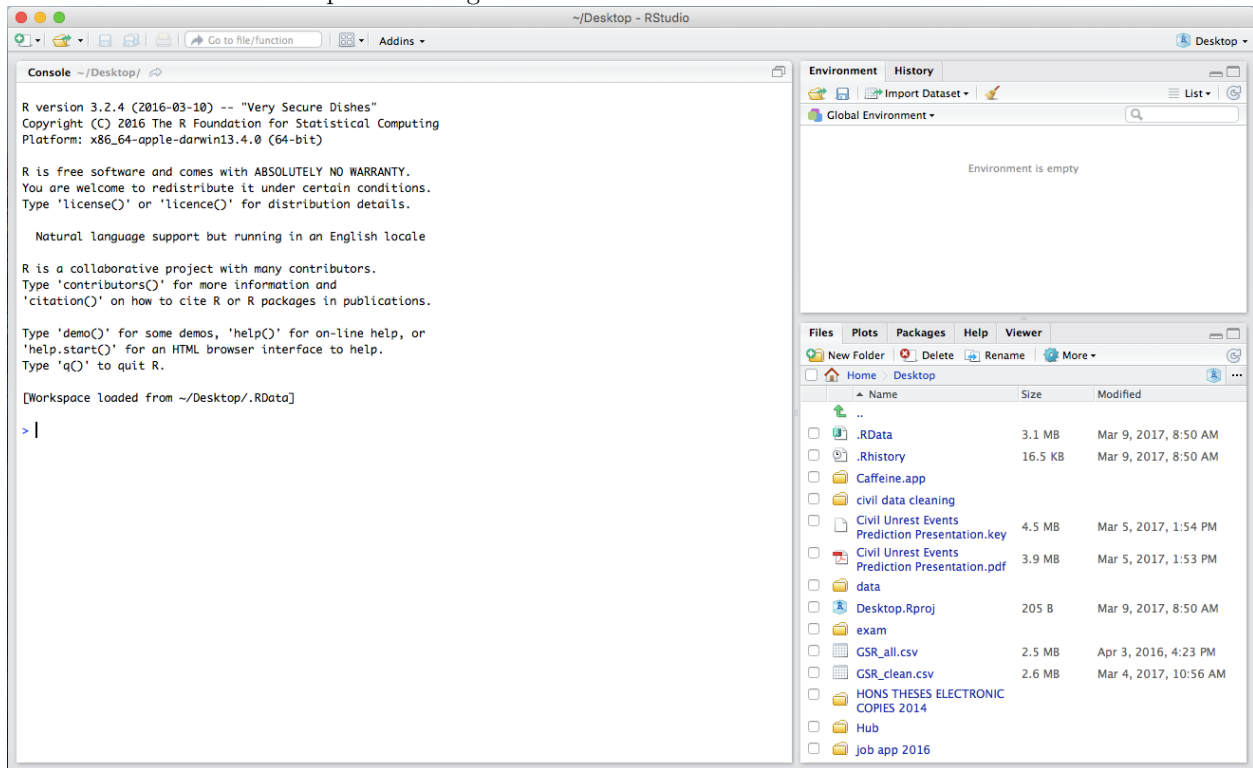 ~/Desktop - RStudio
Go to file/function Addins Desktop
Console ~/Desktop/
R version 3.2.4 (2016-03-10) -- "Very Secure Dishes"
Copyright (C) 2016 The R Foundation for Statistical Computing
Platform: x86_64-apple-darwin13.4.0 (64-bit)
R is free software and comes with ABSOLUTELY NO WARRANTY.
You are welcome to redistribute it under certain conditions.
Type 'license()' or 'licence()' for distribution details.
Natural language support but running in an English locale
R is a collaborative project with many contributors.
Type 'contributors()' for more information and
'citation()' on how to cite R or R packages in publications.
Type 'demo()' for some demos, 'help()' for on-line help, or
'help.start()' for an HTML browser interface to help.
Type 'q()' to quit R.
[Workspace loaded from ~/Desktop/.RData]
>
Environment History
Import Dataset List
Global Environment
Environment is empty
Files Plots Packages Help Viewer
New Folder Delete Rename More
Home Desktop
Name Size Modified
..
.RData 3.1 MB Mar 9, 2017, 8:50 AM
.Rhistory 16.5 KB Mar 9, 2017, 8:50 AM
Caffeine.app
civil data cleaning
Civil Unrest Events
Prediction Presentation.key 4.5 MB Mar 5, 2017, 1:54 PM
Civil Unrest Events
Prediction Presentation.pdf 3.9 MB Mar 5, 2017, 1:53 PM
data
Desktop.Rproj 205 B Mar 9, 2017, 8:50 AM
exam
GSR_all.csv 2.5 MB Apr 3, 2016, 4:23 PM
GSR_clean.csv 2.6 MB Mar 4, 2017, 10:56 AM
HONS THESES ELECTRONIC
COPIES 2014
Hub
job app 2016